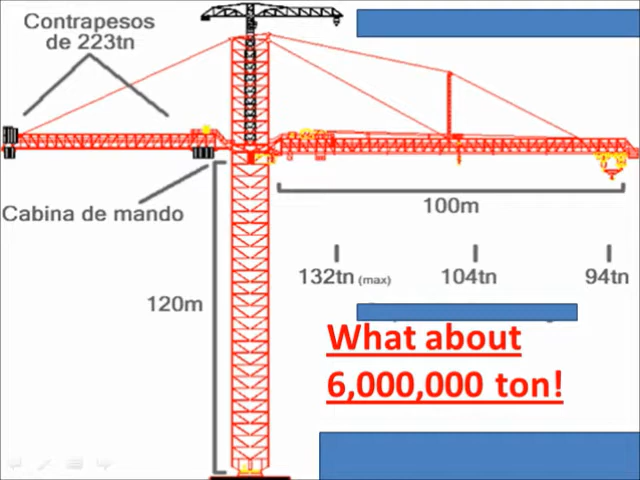 Contrapesos
de 223tn
Cabina de mando
100m
132tn (max)
104tn
94tn
120m
What about
6,000,000 ton!